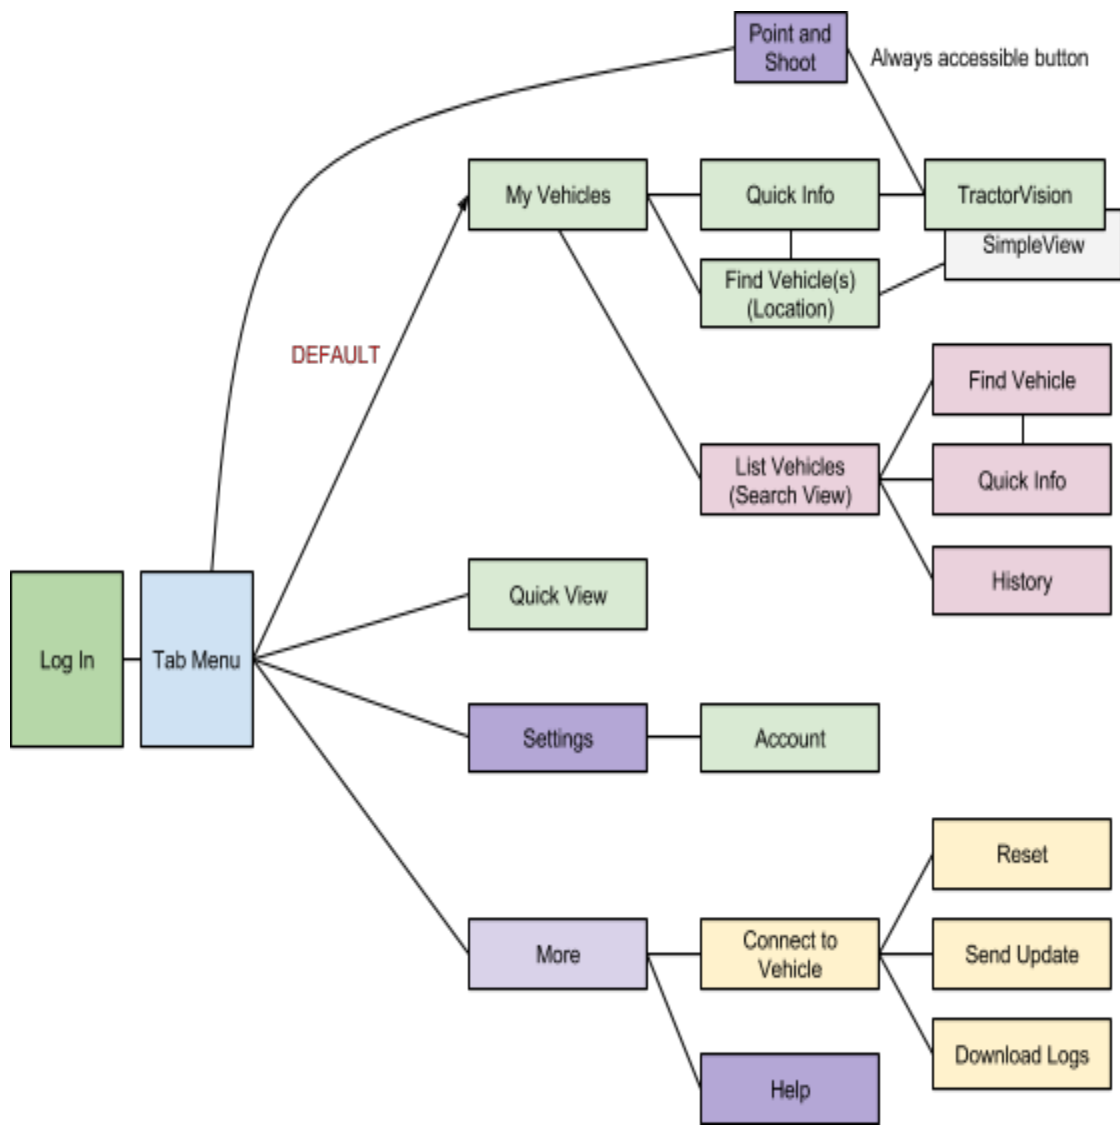 Point and
Shoot
Always accessible button
My Vehicles
Quick Info
TractorVision
SimpleView
Find Vehicle(s)
(Location)
DEFAULT
Find Vehicle
List Vehicles
(Search View)
Quick Info
History
Quick View
Log In
Tab Menu
Settings
Account
Reset
More
Connect to
Vehicle
Send Update
Download Logs
Help